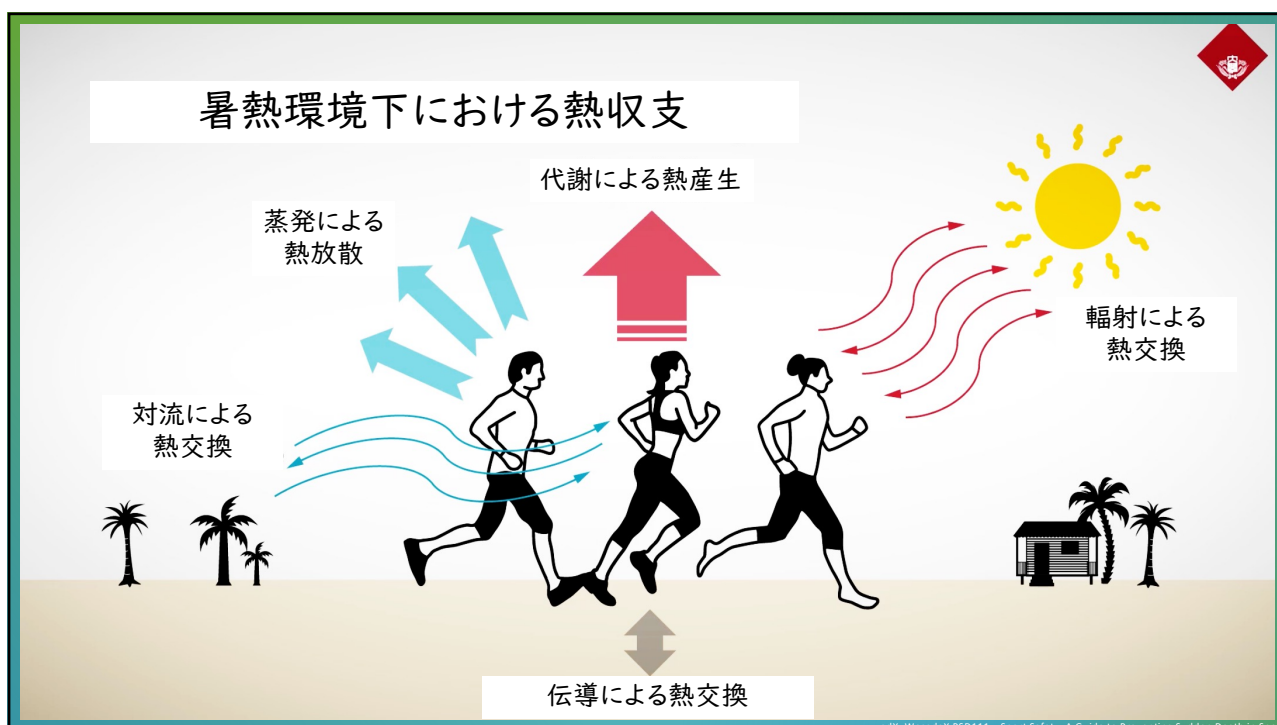 暑熱環境下における熱収支
代謝による熱産生
蒸発による
熱放散
輻射による
熱交換
対流による
熱交換
伝導による熱交換